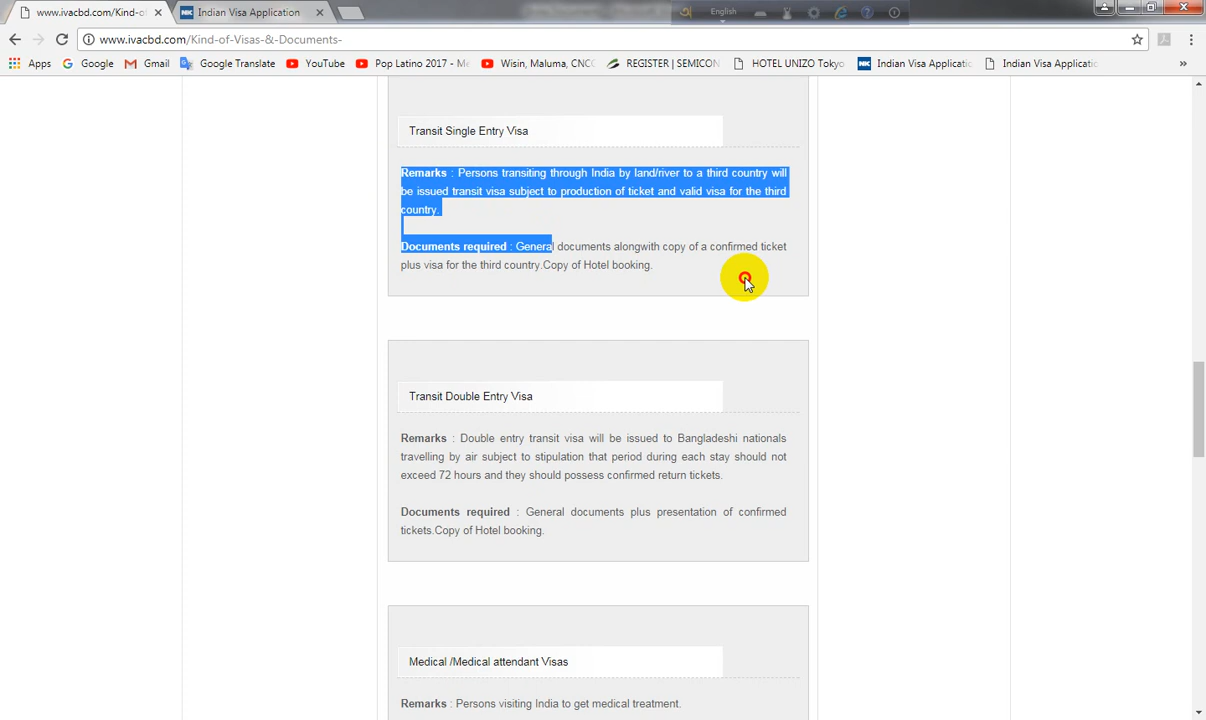 www.ivacbd.com/Kind-o
Indian Visa Application
English
www.ivacbd.com/Kind-of-Visas-&-Documents-
Apps Google Gmail Google Translate YouTube Pop Latino 2017 - Me Wisin, Maluma, CNCO REGISTER | SEMICON HOTEL UNIZO Tokyo Indian Visa Applicati Indian Visa Applicati »
Transit Single Entry Visa
Remarks : Persons transiting through India by land/river to a third country will
be issued transit visa subject to production of ticket and valid visa for the third
country.
Documents required : General documents alongwith copy of a confirmed ticket
plus visa for the third country.Copy of Hotel booking.
Transit Double Entry Visa
Remarks : Double entry transit visa will be issued to Bangladeshi nationals
travelling by air subject to stipulation that period during each stay should not
exceed 72 hours and they should possess confirmed return tickets.
Documents required : General documents plus presentation of confirmed
tickets.Copy of Hotel booking.
Medical /Medical attendant Visas
Remarks : Persons visiting India to get medical treatment.